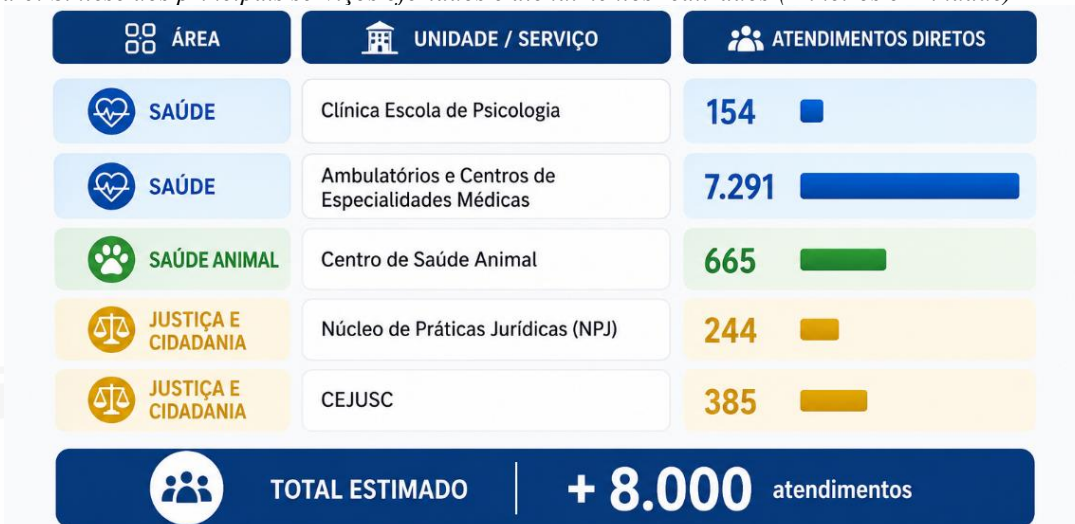 ÁREA UNIDADE / SERVIÇO ATENDIMENTOS DIRETOS
SAÚDE Clínica Escola de Psicologia 154
SAÚDE Ambulatórios e Centros de Especialidades Médicas 7.291
SAÚDE ANIMAL Centro de Saúde Animal 665
JUSTIÇA E CIDADANIA Núcleo de Práticas Jurídicas (NPJ) 244
JUSTIÇA E CIDADANIA CEJUSC 385
TOTAL ESTIMADO + 8.000 atendimentos